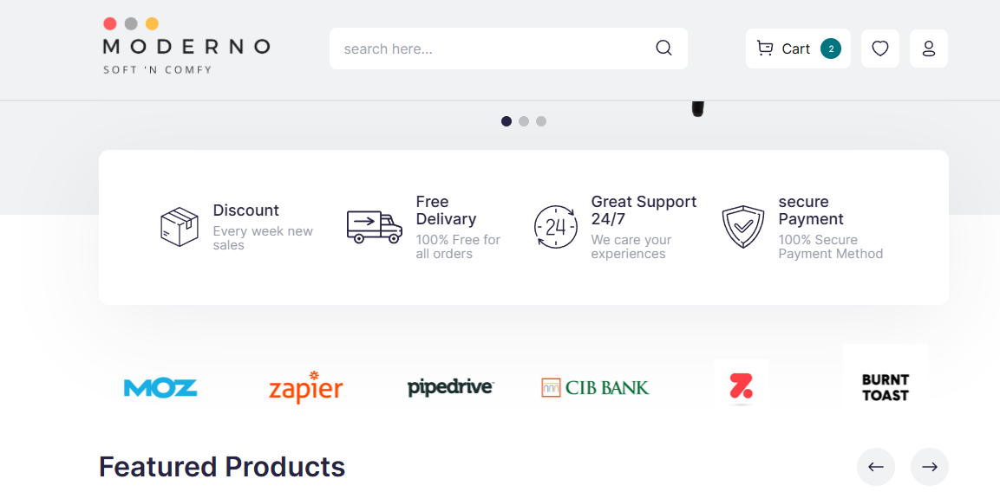 MODERNO
SOFT 'N COMFY
search here...
Cart 2
Discount
Every week new
sales
Free
Delivary
100% Free for
all orders
24
Great Support
24/7
We care your
experiences
secure
Payment
100% Secure
Payment Method
MOZ
zapier
pipedrive
CIB BANK
Z
BURNT
TOAST
Featured Products